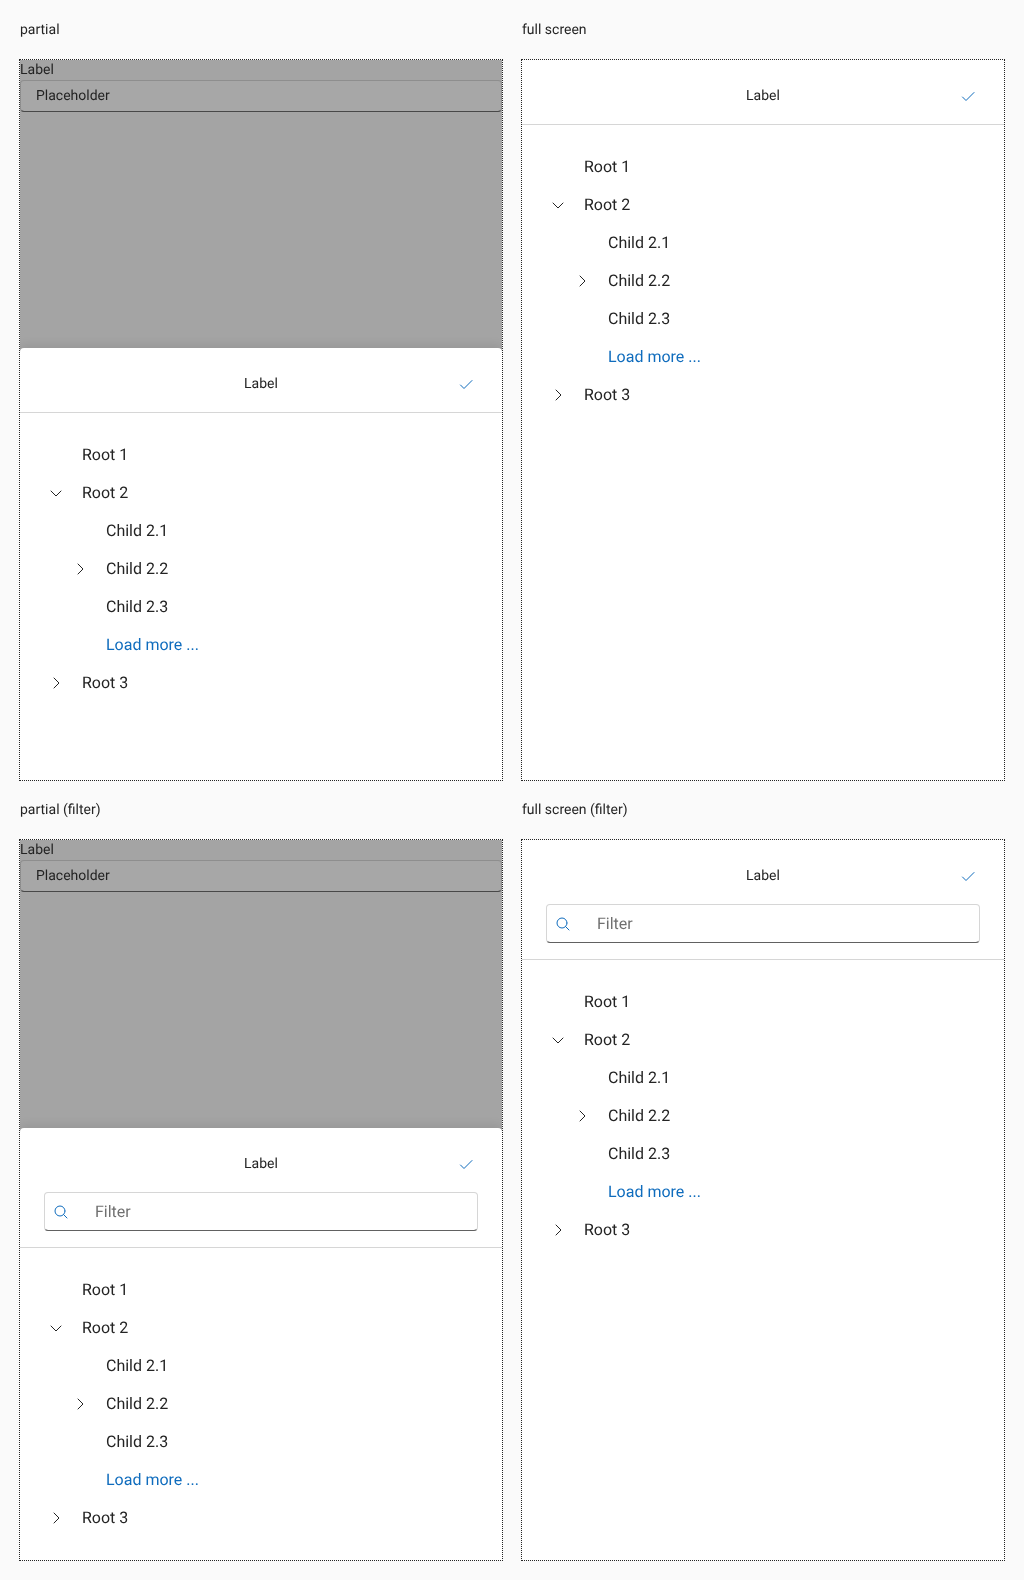 partial
Label
Placeholder
Label
Root 1
Root 2
Child 2.1
Child 2.2
Child 2.3
Load more ...
Root 3
full screen
Label
Root 1
Root 2
Child 2.1
Child 2.2
Child 2.3
Load more ...
Root 3
partial (filter)
Label
Placeholder
Label
Filter
Root 1
Root 2
Child 2.1
Child 2.2
Child 2.3
Load more ...
Root 3
full screen (filter)
Label
Filter
Root 1
Root 2
Child 2.1
Child 2.2
Child 2.3
Load more ...
Root 3